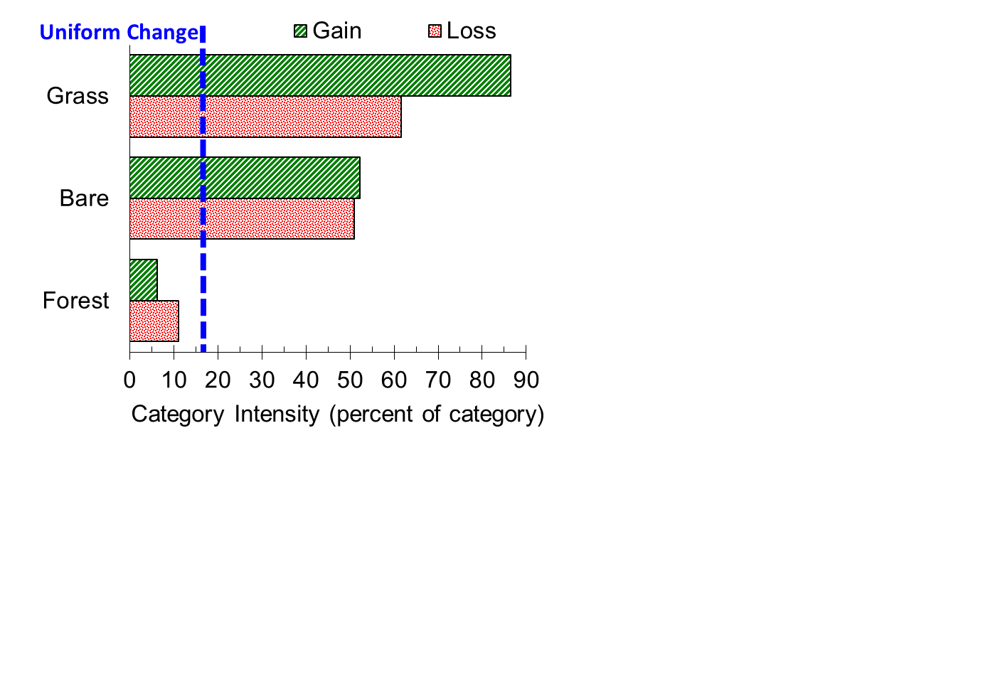 Uniform Change
Gain Loss
Grass
Bare
Forest
0 10 20 30 40 50 60 70 80 90
Category Intensity (percent of category)